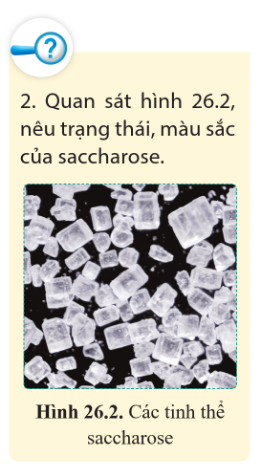 ?
2. Quan sát hình 26.2,
nêu trạng thái, màu sắc
của saccharose.
Hình 26.2. Các tinh thể
saccharose